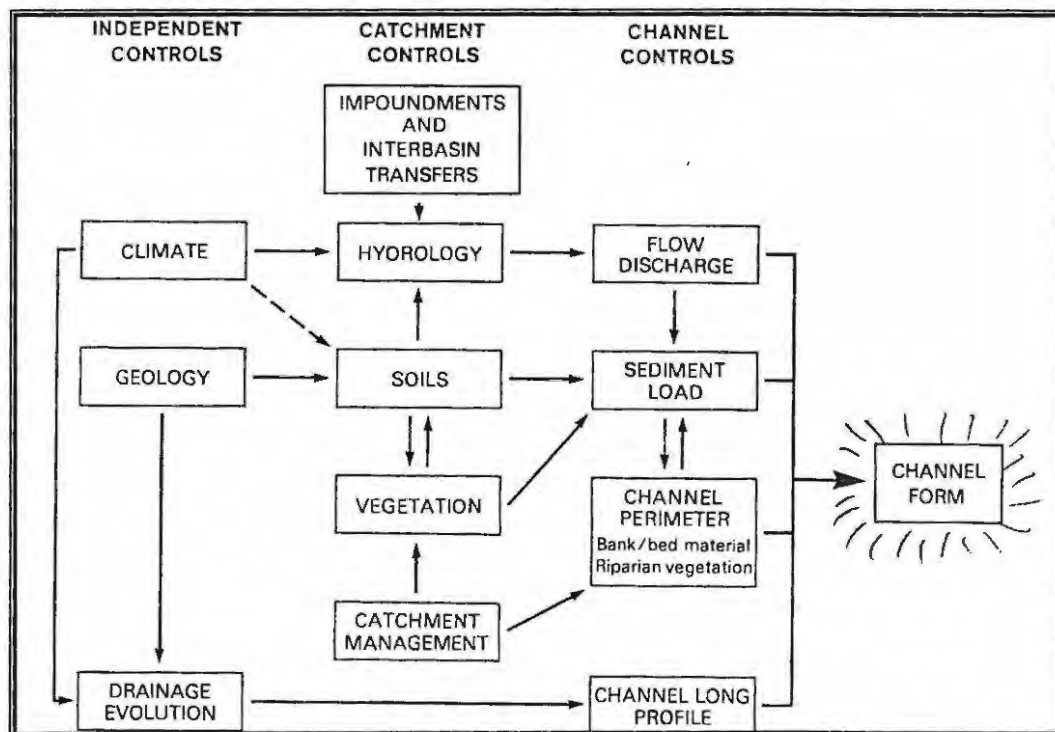 INDEPENDENT
CONTROLS
CATCHMENT
CONTROLS
CHANNEL
CONTROLS
IMPOUNDMENTS
AND
INTERBASIN
TRANSFERS
CLIMATE
HYDROLOGY
FLOW
DISCHARGE
GEOLOGY
SOILS
SEDIMENT
LOAD
VEGETATION
CHANNEL
PERIMETER
Bank/bed material
Riparian vegetation
CHANNEL
FORM
CATCHMENT
MANAGEMENT
DRAINAGE
EVOLUTION
CHANNEL LONG
PROFILE